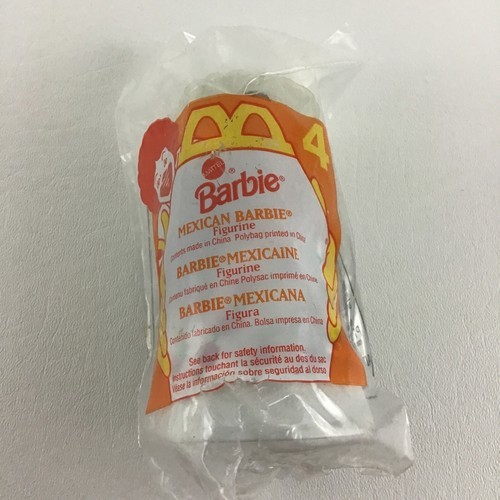 4
MATTEL
Barbie®
MEXICAN BARBIE®
Figurine
Contents made in China Polybag printed in China
BARBIE® MEXICAINE
Figurine
Contenu fabriqué en Chine Polysac imprimé en Chine
BARBIE® MEXICANA
Figura
Contenido fabricado en China. Bolsa impresa en China
See back for safety information.
Instructions touchant la sécurité au dos du sac
Véase la información sobre seguridad al dorso